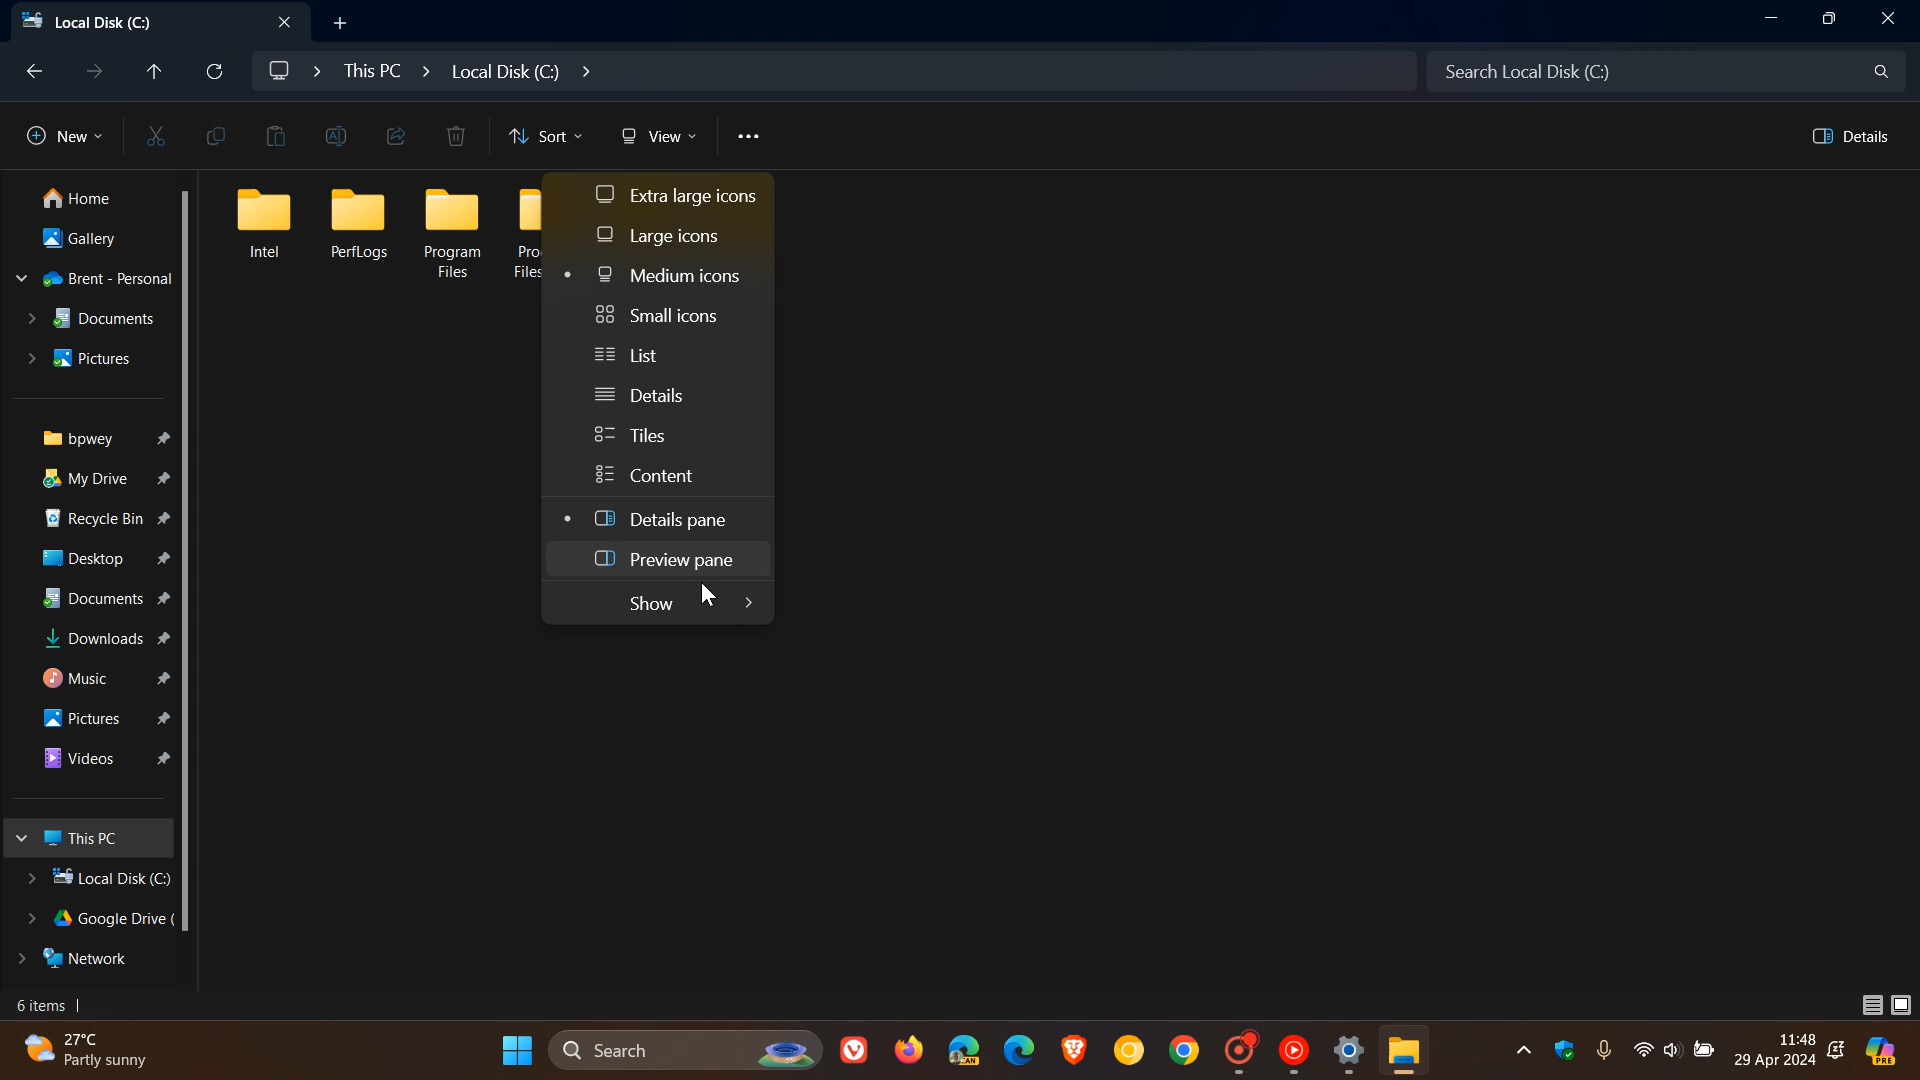 Local Disk (C:)
This PC
Local Disk (C:)
Search Local Disk (C:)
New
Sort
View
Details
Home
Gallery
Brent - Personal
Documents
Pictures
bpwey
My Drive
Recycle Bin
Desktop
Documents
Downloads
Music
Pictures
Videos
This PC
Local Disk (C:)
Google Drive (
Network
Intel
PerfLogs
Program
Files
Pro
Files
Extra large icons
Large icons
Medium icons
Small icons
List
Details
Tiles
Content
Details pane
Preview pane
Show
6 items
27°C
Partly sunny
Search
CAN
11:48
29 Apr 2024
PRE